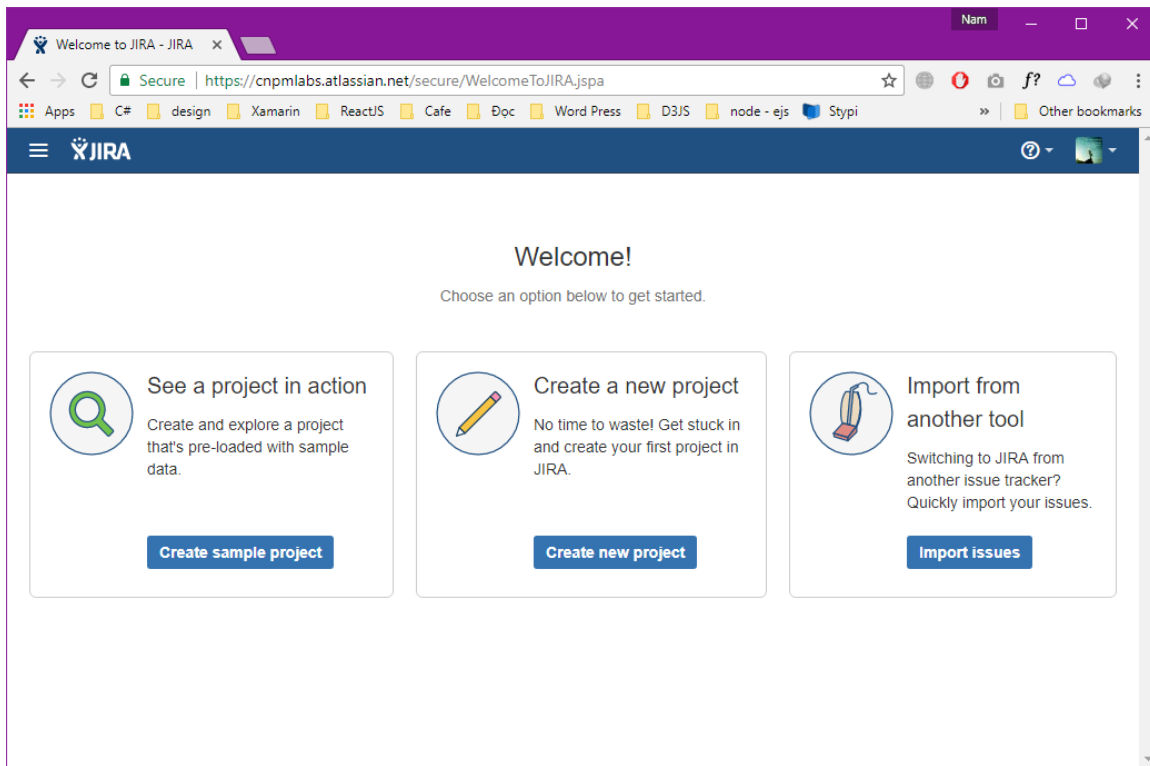 Nam
Welcome to JIRA - JIRA
Secure | https://cnpmlabs.atlassian.net/secure/WelcomeToJIRA.jspa
f?
Apps C# design Xamarin ReactJS Cafe Đọc Word Press D3JS node - ejs Stypi » Other bookmarks
JIRA
Welcome!
Choose an option below to get started.
See a project in action
Create and explore a project
that's pre-loaded with sample
data.
Create sample project
Create a new project
No time to waste! Get stuck in
and create your first project in
JIRA.
Create new project
Import from
another tool
Switching to JIRA from
another issue tracker?
Quickly import your issues.
Import issues